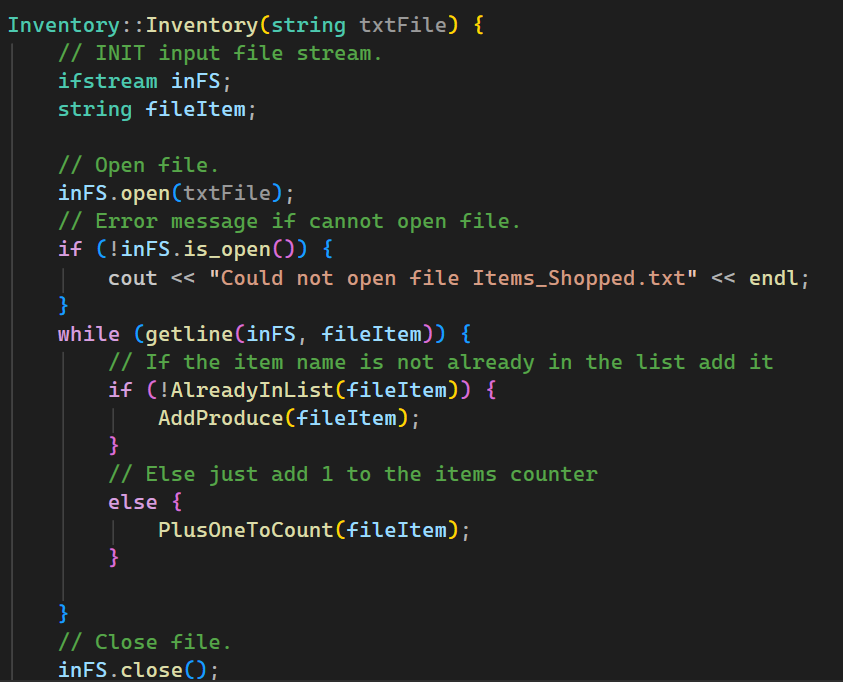 Inventory::Inventory(string txtFile) {
    // INIT input file stream.
    ifstream inFS;
    string fileItem;

    // Open file.
    inFS.open(txtFile);
    // Error message if cannot open file.
    if (!inFS.is_open()) {
        cout << "Could not open file Items_Shopped.txt" << endl;
    }
    while (getline(inFS, fileItem)) {
        // If the item name is not already in the list add it
        if (!AlreadyInList(fileItem)) {
            AddProduce(fileItem);
        }
        // Else just add 1 to the items counter
        else {
            PlusOneToCount(fileItem);
        }

    }
    // Close file.
    inFS.close();